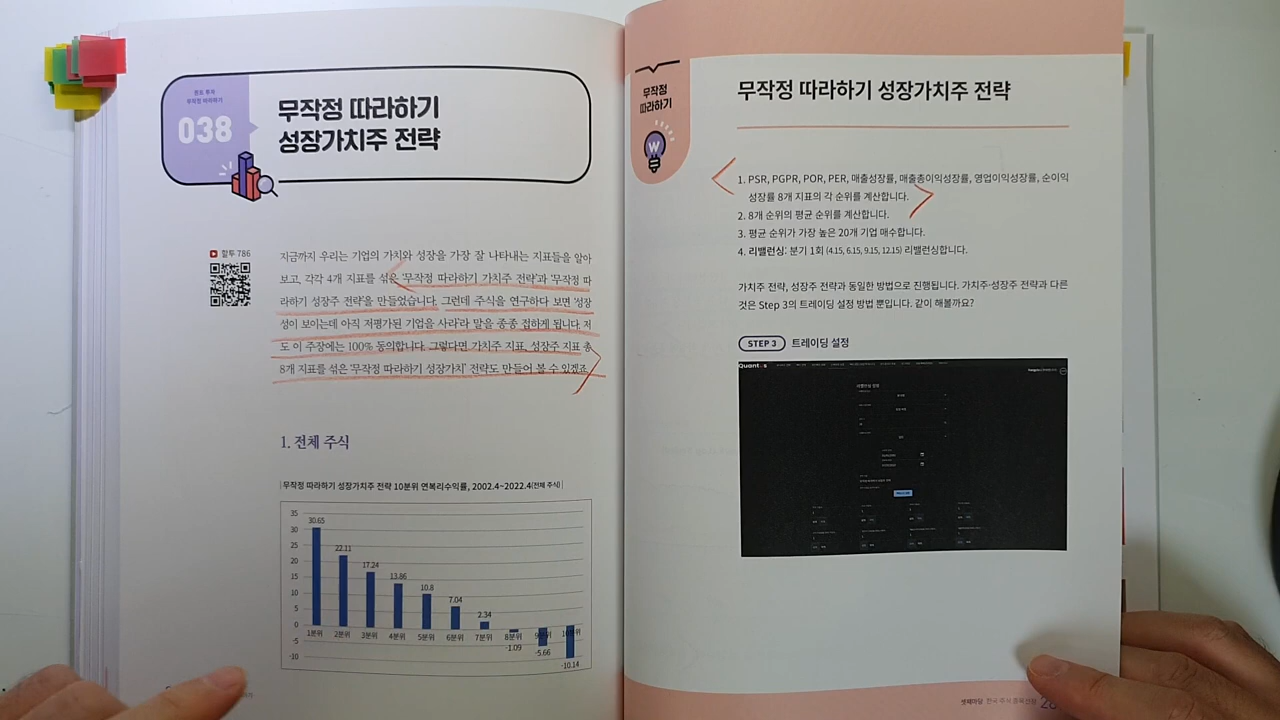 퀀트 투자
무작정 따라하기
038
무작정 따라하기
성장가치주 전략
할투 786
지금까지 우리는 기업의 가치와 성장을 가장 잘 나타내는 지표들을 알아
보고, 각각 4개 지표를 섞은 '무작정 따라하기 가치주 전략'과 '무작정 따
라하기 성장주 전략'을 만들었습니다. 그런데 주식을 연구하다 보면 '성장
성이 보이는데 아직 저평가된 기업을 사라'라 말을 종종 접하게 됩니다. 저
도 이 주장에는 100% 동의합니다. 그렇다면 가치주 지표, 성장주 지표 총
8개 지표를 섞은 '무작정 따라하기 성장가치' 전략도 만들어 볼 수 있겠죠.
1. 전체 주식
무작정 따라하기 성장가치주 전략 10분위 연복리수익률, 2002.4~2022.4(전체 주식)
35
30
25
20
15
10
5
0
-5
-10
30.65
22.11
17.24
13.86
10.8
7.04
2.34
-1.09
-5.66
-10.14
1분위
2분위
3분위
4분위
5분위
6분위
7분위
8분위
9분위
10분위
무작정
따라하기
W
무작정 따라하기 성장가치주 전략
1. PSR, PGPR, POR, PER, 매출성장률, 매출총이익성장률, 영업이익성장률, 순이익
성장률 8개 지표의 각 순위를 계산합니다.
2. 8개 순위의 평균 순위를 계산합니다.
3. 평균 순위가 가장 높은 20개 기업 매수합니다.
4. 리밸런싱: 분기 1회 (4.15, 6.15, 9.15, 12.15) 리밸런싱합니다.
가치주 전략, 성장주 전략과 동일한 방법으로 진행됩니다. 가치주·성장주 전략과 다른
것은 Step 3의 트레이딩 설정 방법 뿐입니다. 같이 해볼까요?
STEP 3 트레이딩 설정
셋째마당 한국 주식 종목 선정